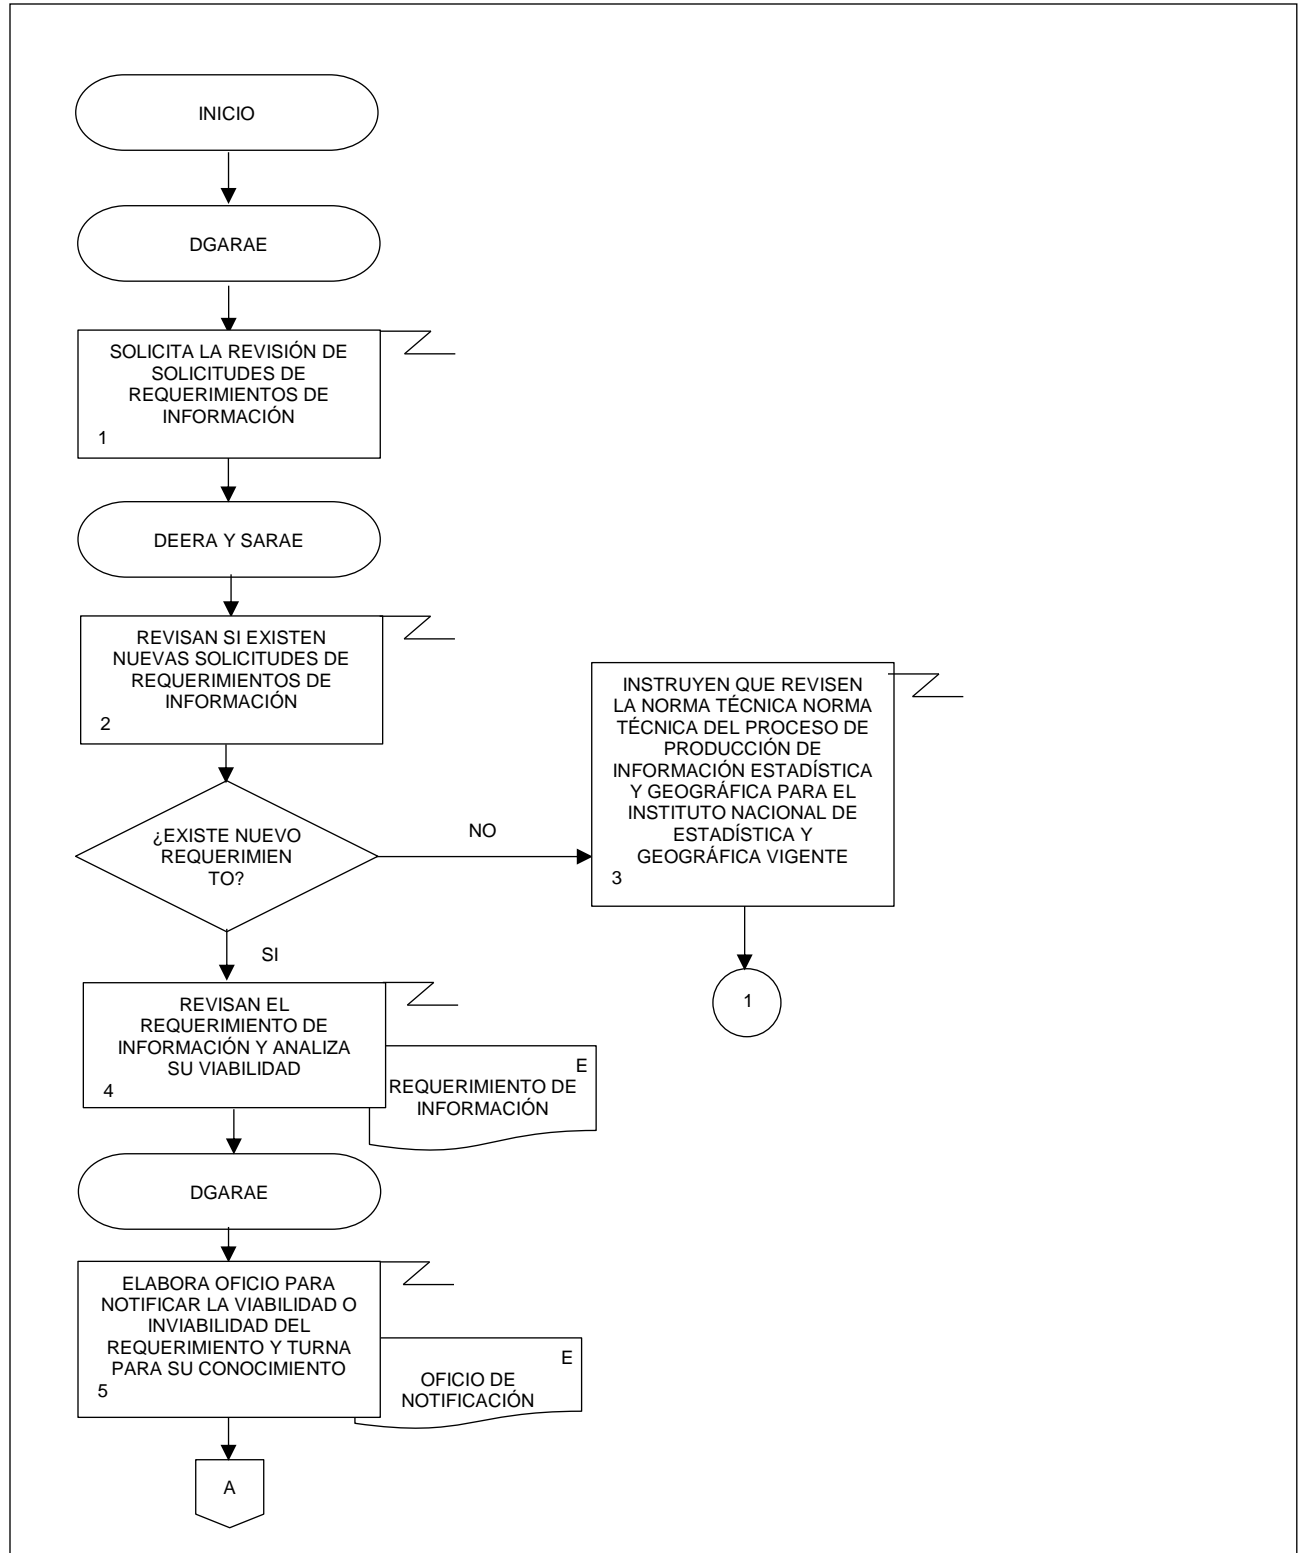 INICIO
DGARAE
SOLICITA LA REVISIÓN DE
SOLICITUDES DE
REQUERIMIENTOS DE
INFORMACIÓN
1
DEERA Y SARAE
REVISAN SI EXISTEN
NUEVAS SOLICITUDES DE
REQUERIMIENTOS DE
INFORMACIÓN
2
¿EXISTE NUEVO
REQUERIMIEN
TO?
NO
INSTRUYEN QUE REVISEN
LA NORMA TÉCNICA NORMA
TÉCNICA DEL PROCESO DE
PRODUCCIÓN DE
INFORMACIÓN ESTADÍSTICA
Y GEOGRÁFICA PARA EL
INSTITUTO NACIONAL DE
ESTADÍSTICA Y
GEOGRÁFICA VIGENTE
3
1
SI
REVISAN EL
REQUERIMIENTO DE
INFORMACIÓN Y ANALIZA
SU VIABILIDAD
4
E
REQUERIMIENTO DE
INFORMACIÓN
DGARAE
ELABORA OFICIO PARA
NOTIFICAR LA VIABILIDAD O
INVIABILIDAD DEL
REQUERIMIENTO Y TURNA
PARA SU CONOCIMIENTO
5
E
OFICIO DE
NOTIFICACIÓN
A